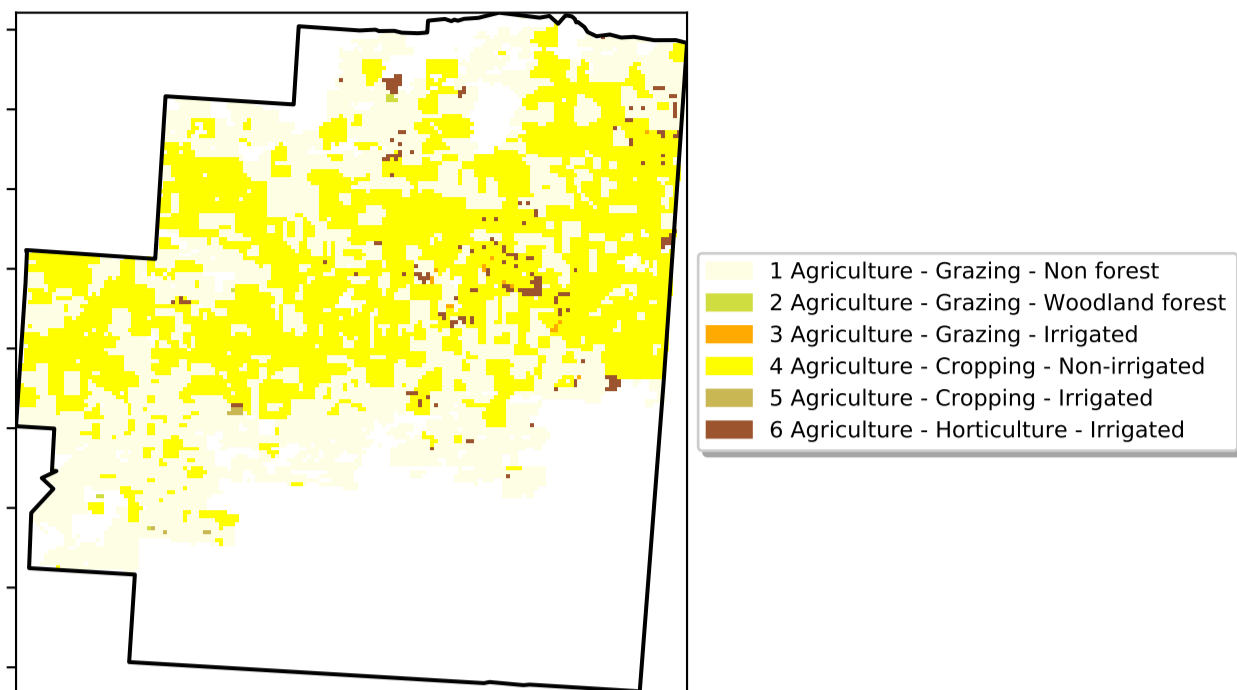 1 Agriculture - Grazing - Non forest
2 Agriculture - Grazing - Woodland forest
3 Agriculture - Grazing - Irrigated
4 Agriculture - Cropping - Non-irrigated
5 Agriculture - Cropping - Irrigated
6 Agriculture - Horticulture - Irrigated